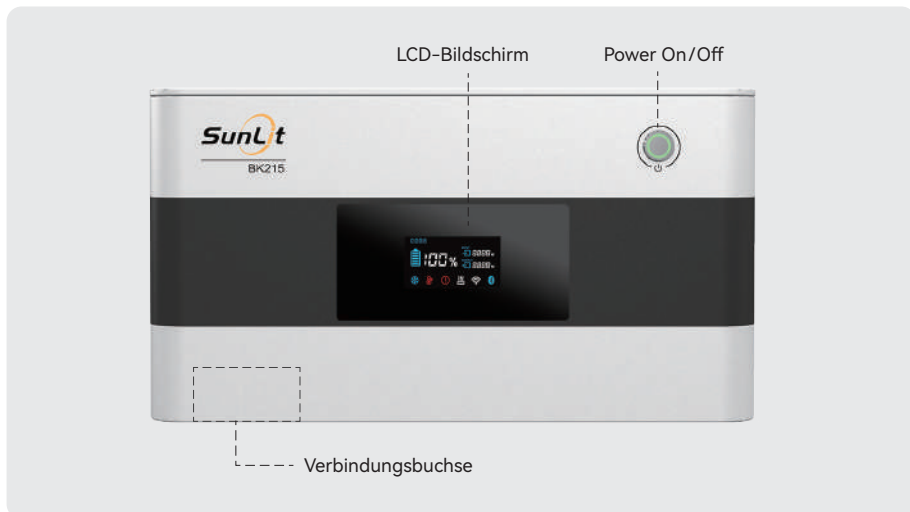 LCD-Bildschirm
Power On/Off
SunLit
BK215
100%
Verbindungsbuchse